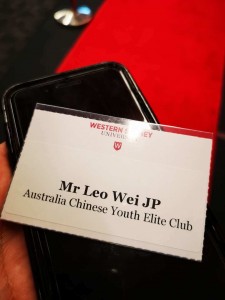 WESTERN SYDNEY
UNIVERSITY
W
Mr Leo Wei JP
Australia Chinese Youth Elite Club